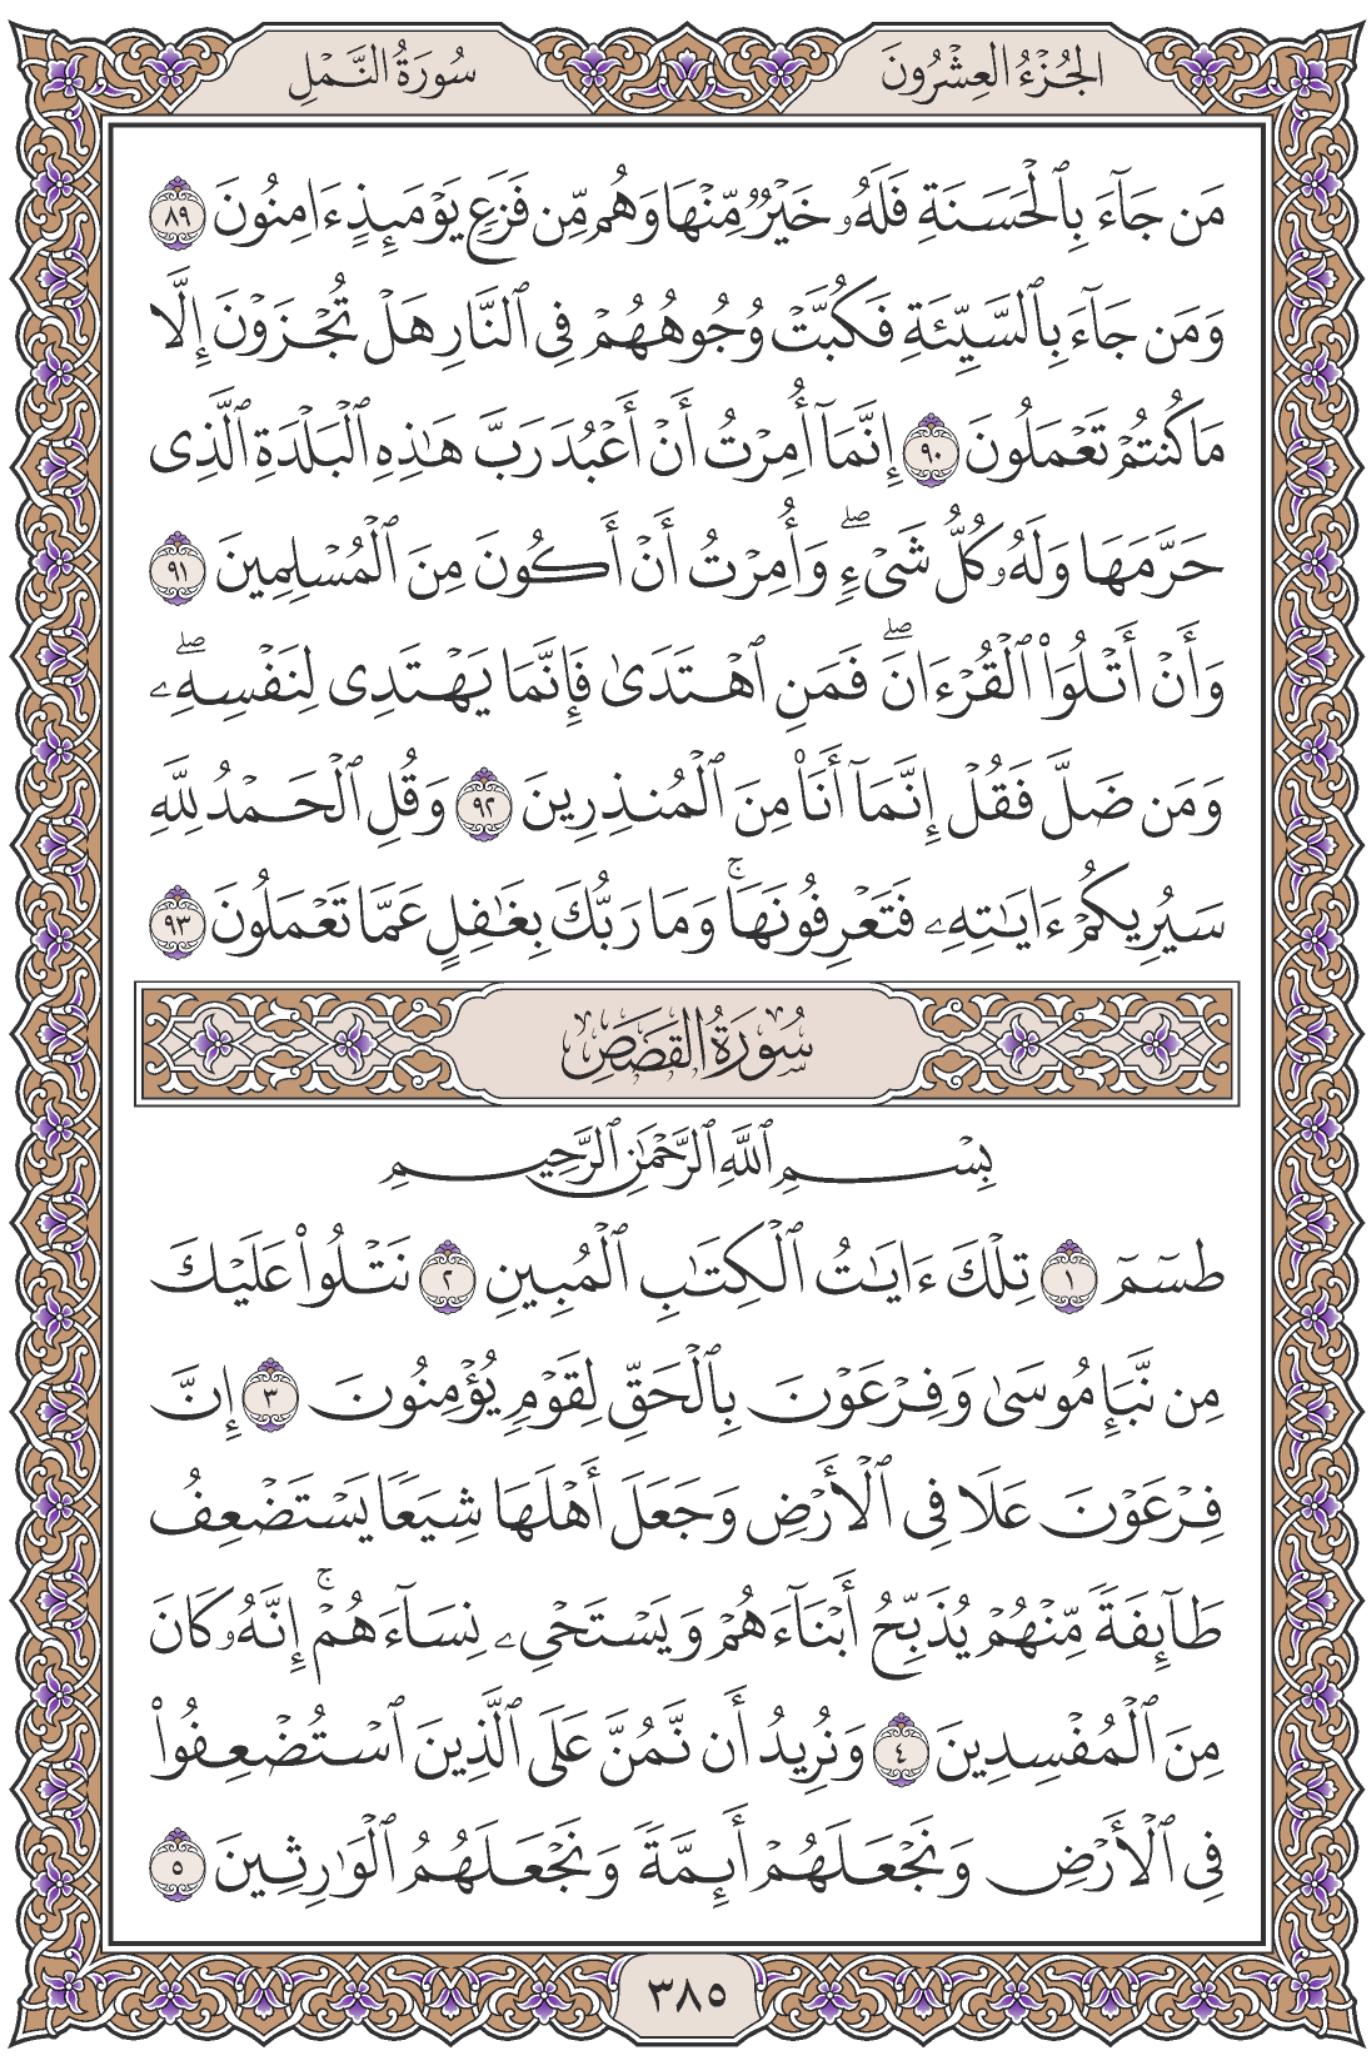 الجُزْءُ العِشْرُونَ
سُورَةُ النَّمْلِ
مَن جَآءَ بِٱلْحَسَنَةِ فَلَهُۥ خَيْرٌ مِّنْهَا وَهُم مِّن فَزَعٍ يَوْمَئِذٍ ءَامِنُونَ ٨٩
وَمَن جَآءَ بِٱلسَّيِّئَةِ فَكُبَّتْ وُجُوهُهُمْ فِى ٱلنَّارِ هَلْ تُجْزَوْنَ إِلَّا
مَا كُنتُمْ تَعْمَلُونَ ٩٠ إِنَّمَآ أُمِرْتُ أَنْ أَعْبُدَ رَبَّ هَٰذِهِ ٱلْبَلْدَةِ ٱلَّذِى
حَرَّمَهَا وَلَهُۥ كُلُّ شَىْءٍ ۖ وَأُمِرْتُ أَنْ أَكُونَ مِنَ ٱلْمُسْلِمِينَ ٩١
وَأَنْ أَتْلُوَا۟ ٱلْقُرْءَانَ ۖ فَمَنِ ٱهْتَدَىٰ فَإِنَّمَا يَهْتَدِى لِنَفْسِهِۦ ۖ
وَمَن ضَلَّ فَقُلْ إِنَّمَآ أَنَا۠ مِنَ ٱلْمُنذِرِينَ ٩٢ وَقُلِ ٱلْحَمْدُ لِلَّهِ
سَيُرِيكُمْ ءَايَٰتِهِۦ فَتَعْرِفُونَهَا ۚ وَمَا رَبُّكَ بِغَٰفِلٍ عَمَّا تَعْمَلُونَ ٩٣
سُورَةُ القَصَصِ
بِسْمِ ٱللَّهِ ٱلرَّحْمَٰنِ ٱلرَّحِيمِ
طسٓمٓ ١ تِلْكَ ءَايَٰتُ ٱلْكِتَٰبِ ٱلْمُبِينِ ٢ نَتْلُوا۟ عَلَيْكَ
مِن نَّبَإِ مُوسَىٰ وَفِرْعَوْنَ بِٱلْحَقِّ لِقَوْمٍ يُؤْمِنُونَ ٣ إِنَّ
فِرْعَوْنَ عَلَا فِى ٱلْأَرْضِ وَجَعَلَ أَهْلَهَا شِيَعًا يَسْتَضْعِفُ
طَآئِفَةً مِّنْهُمْ يُذَبِّحُ أَبْنَآءَهُمْ وَيَسْتَحْىِۦ نِسَآءَهُمْ ۚ إِنَّهُۥ كَانَ
مِنَ ٱلْمُفْسِدِينَ ٤ وَنُرِيدُ أَن نَّمُنَّ عَلَى ٱلَّذِينَ ٱسْتُضْعِفُوا۟
فِى ٱلْأَرْضِ وَنَجْعَلَهُمْ أَئِمَّةً وَنَجْعَلَهُمُ ٱلْوَٰرِثِينَ ٥
٣٨٥